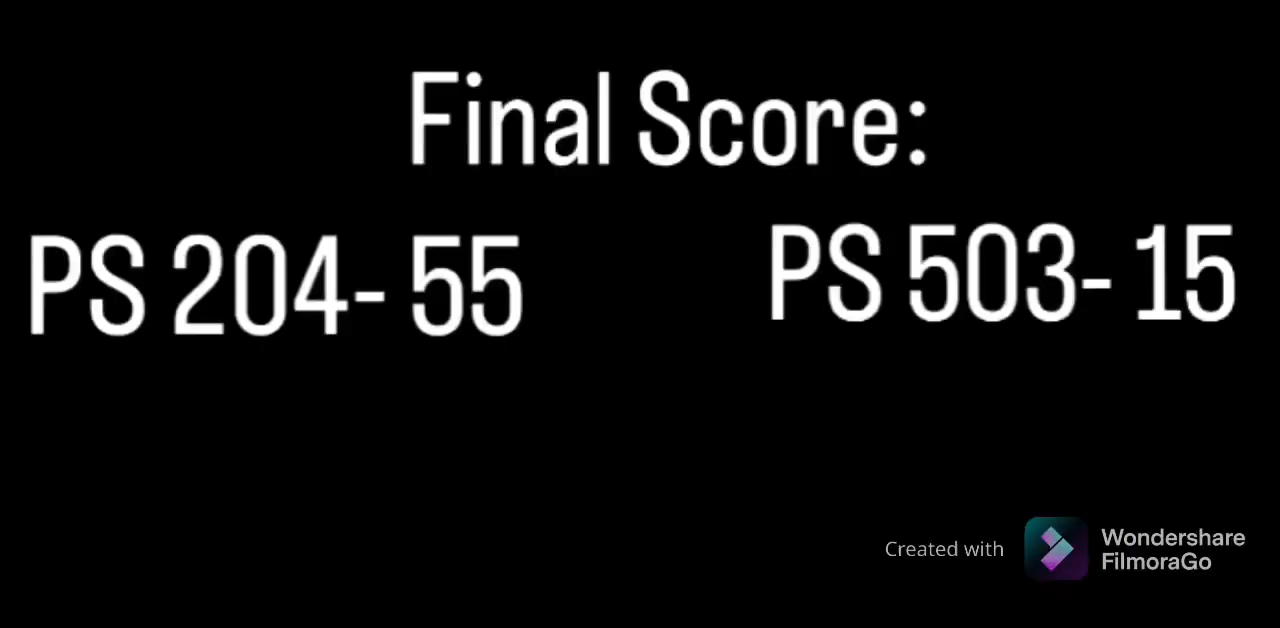 Final Score:
PS 204- 55
PS 503- 15
Created with
Wondershare
FilmoraGo